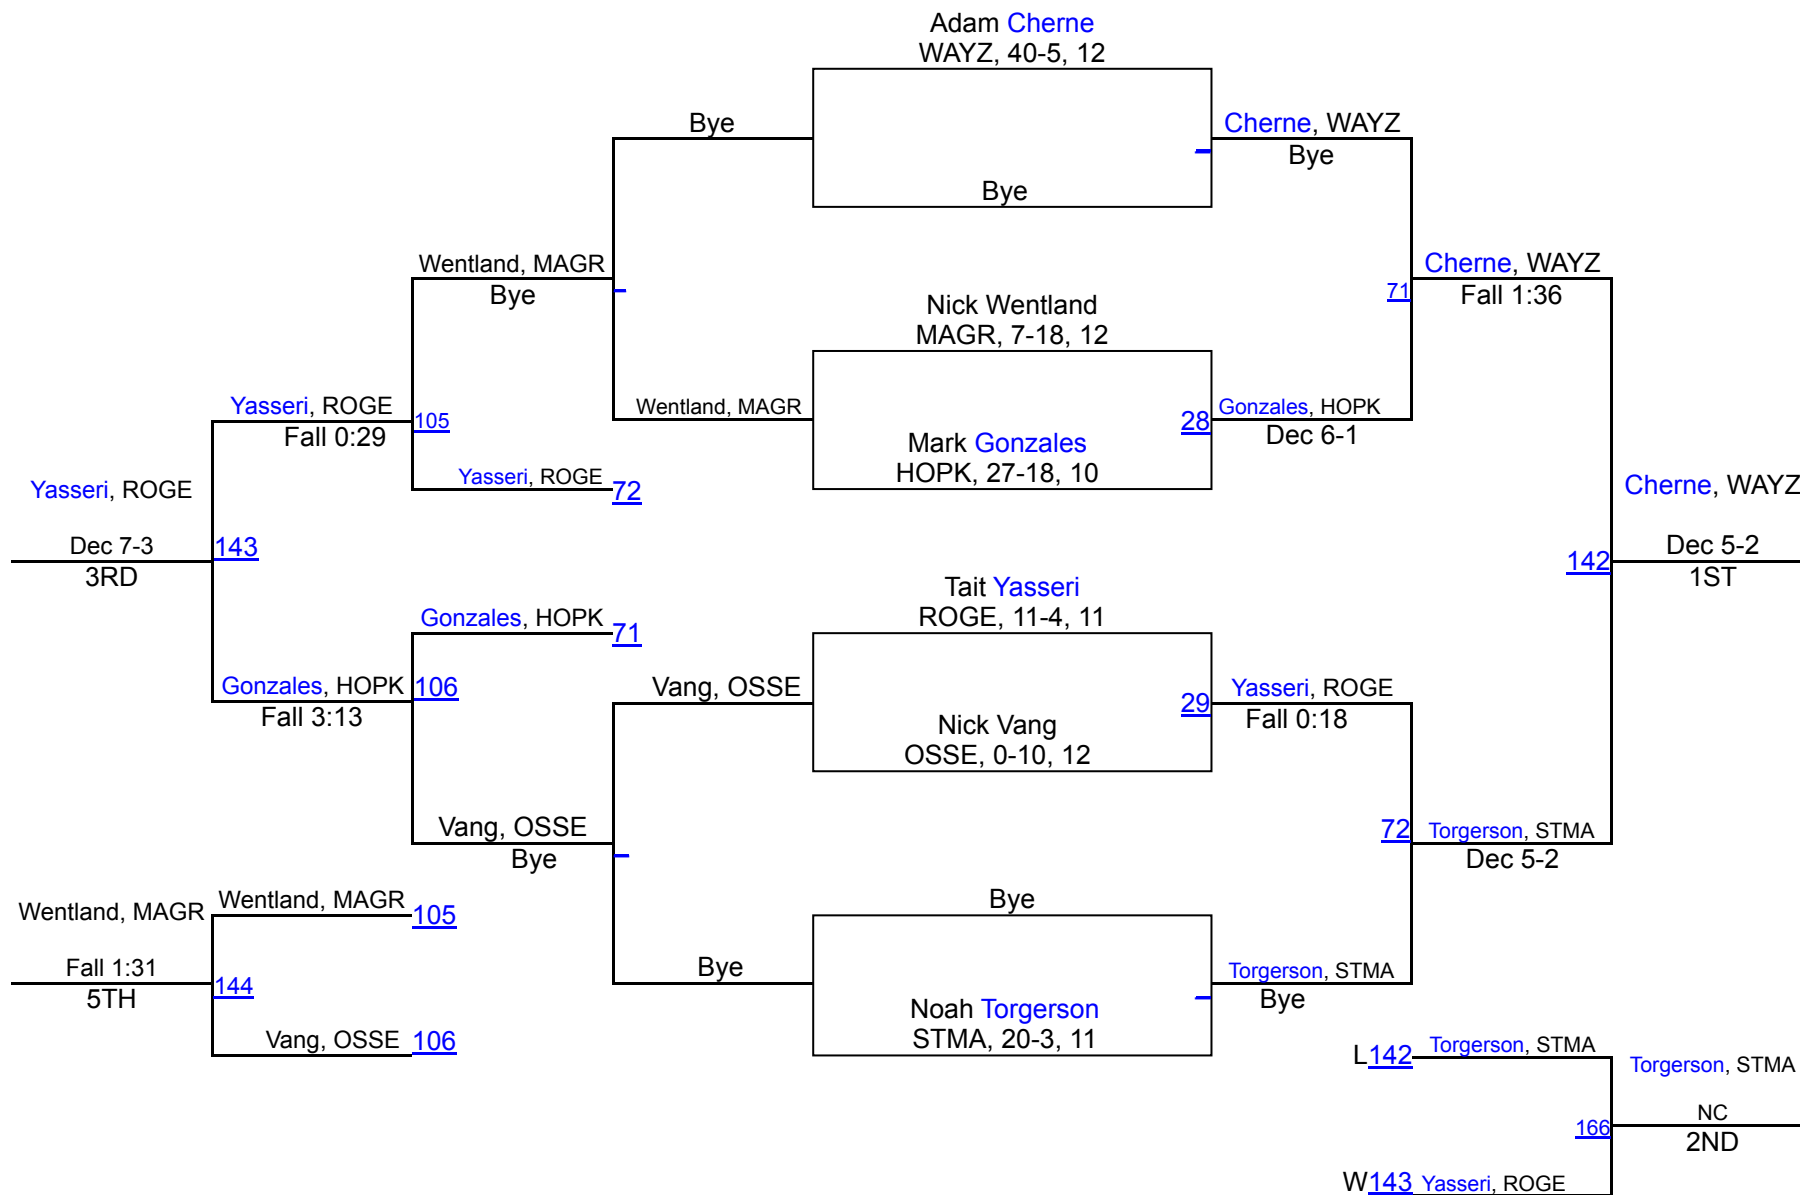 Adam Cherne
WAYZ, 40-5, 12
Bye
Cherne, WAYZ
Bye
Bye
Wentland, MAGR
Bye
Cherne, WAYZ
71
Fall 1:36
Nick Wentland
MAGR, 7-18, 12
Yasseri, ROGE
105
Fall 0:29
Wentland, MAGR
28
Gonzales, HOPK
Dec 6-1
Mark Gonzales
HOPK, 27-18, 10
Yasseri, ROGE
72
Yasseri, ROGE
Cherne, WAYZ
Dec 7-3
143
3RD
142
Dec 5-2
1ST
Tait Yasseri
ROGE, 11-4, 11
Gonzales, HOPK
71
Gonzales, HOPK
106
Fall 3:13
Vang, OSSE
29
Yasseri, ROGE
Fall 0:18
Nick Vang
OSSE, 0-10, 12
Vang, OSSE
Bye
72
Torgerson, STMA
Dec 5-2
Wentland, MAGR
Wentland, MAGR
105
Bye
Fall 1:31
144
5TH
Bye
Torgerson, STMA
Bye
Noah Torgerson
STMA, 20-3, 11
Vang, OSSE
106
L142
Torgerson, STMA
Torgerson, STMA
NC
166
2ND
W143
Yasseri, ROGE